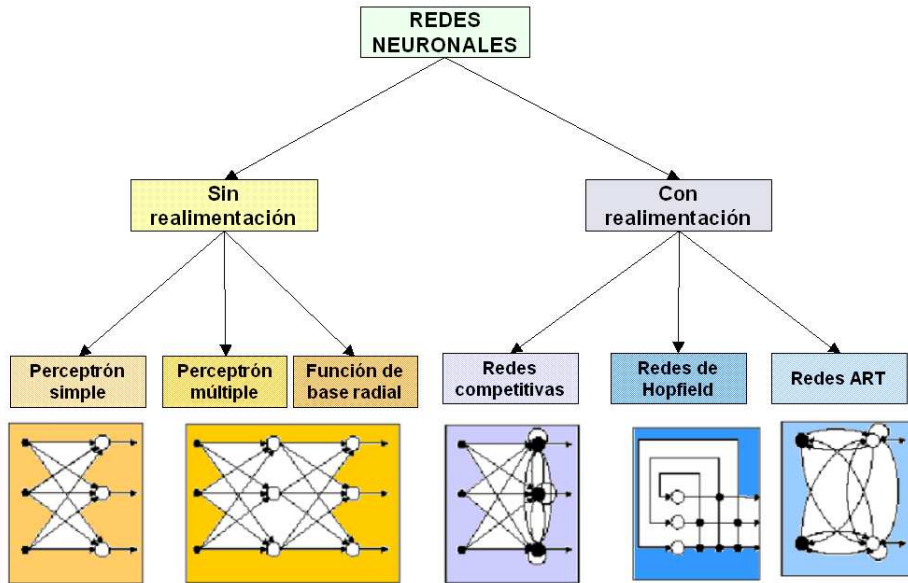 REDES
NEURONALES
Sin
realimentación
Con
realimentación
Perceptrón
simple
Perceptrón
múltiple
Función de
base radial
Redes
competitivas
Redes de
Hopfield
Redes ART